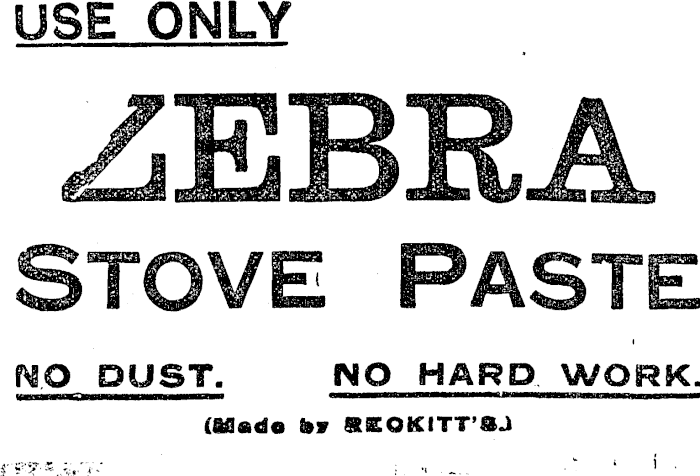 USE ONLY
ZEBRA
STOVE PASTE
NO DUST. NO HARD WORK.
(Made by RECKITT'S.)